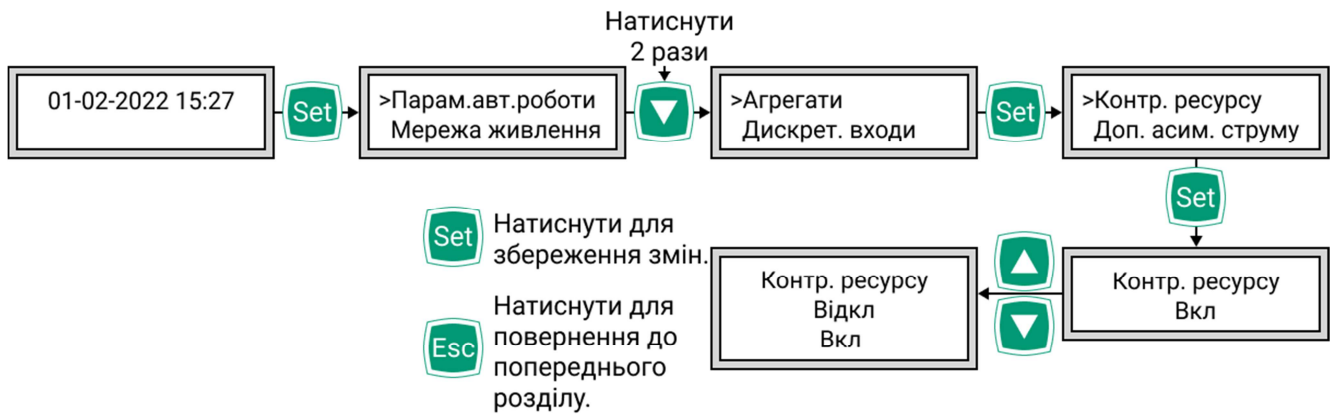 Натиснути
2 рази
01-02-2022 15:27
Set
>Парам.авт.роботи
Мережа живлення
>Агрегати
Дискрет. входи
Set
>Контр. ресурсу
Доп. асим. струму
Set
Set
Натиснути для
збереження змін.
Контр. ресурсу
Відкл
Вкл
Контр. ресурсу
Вкл
Esc
Натиснути для
повернення до
попереднього
розділу.